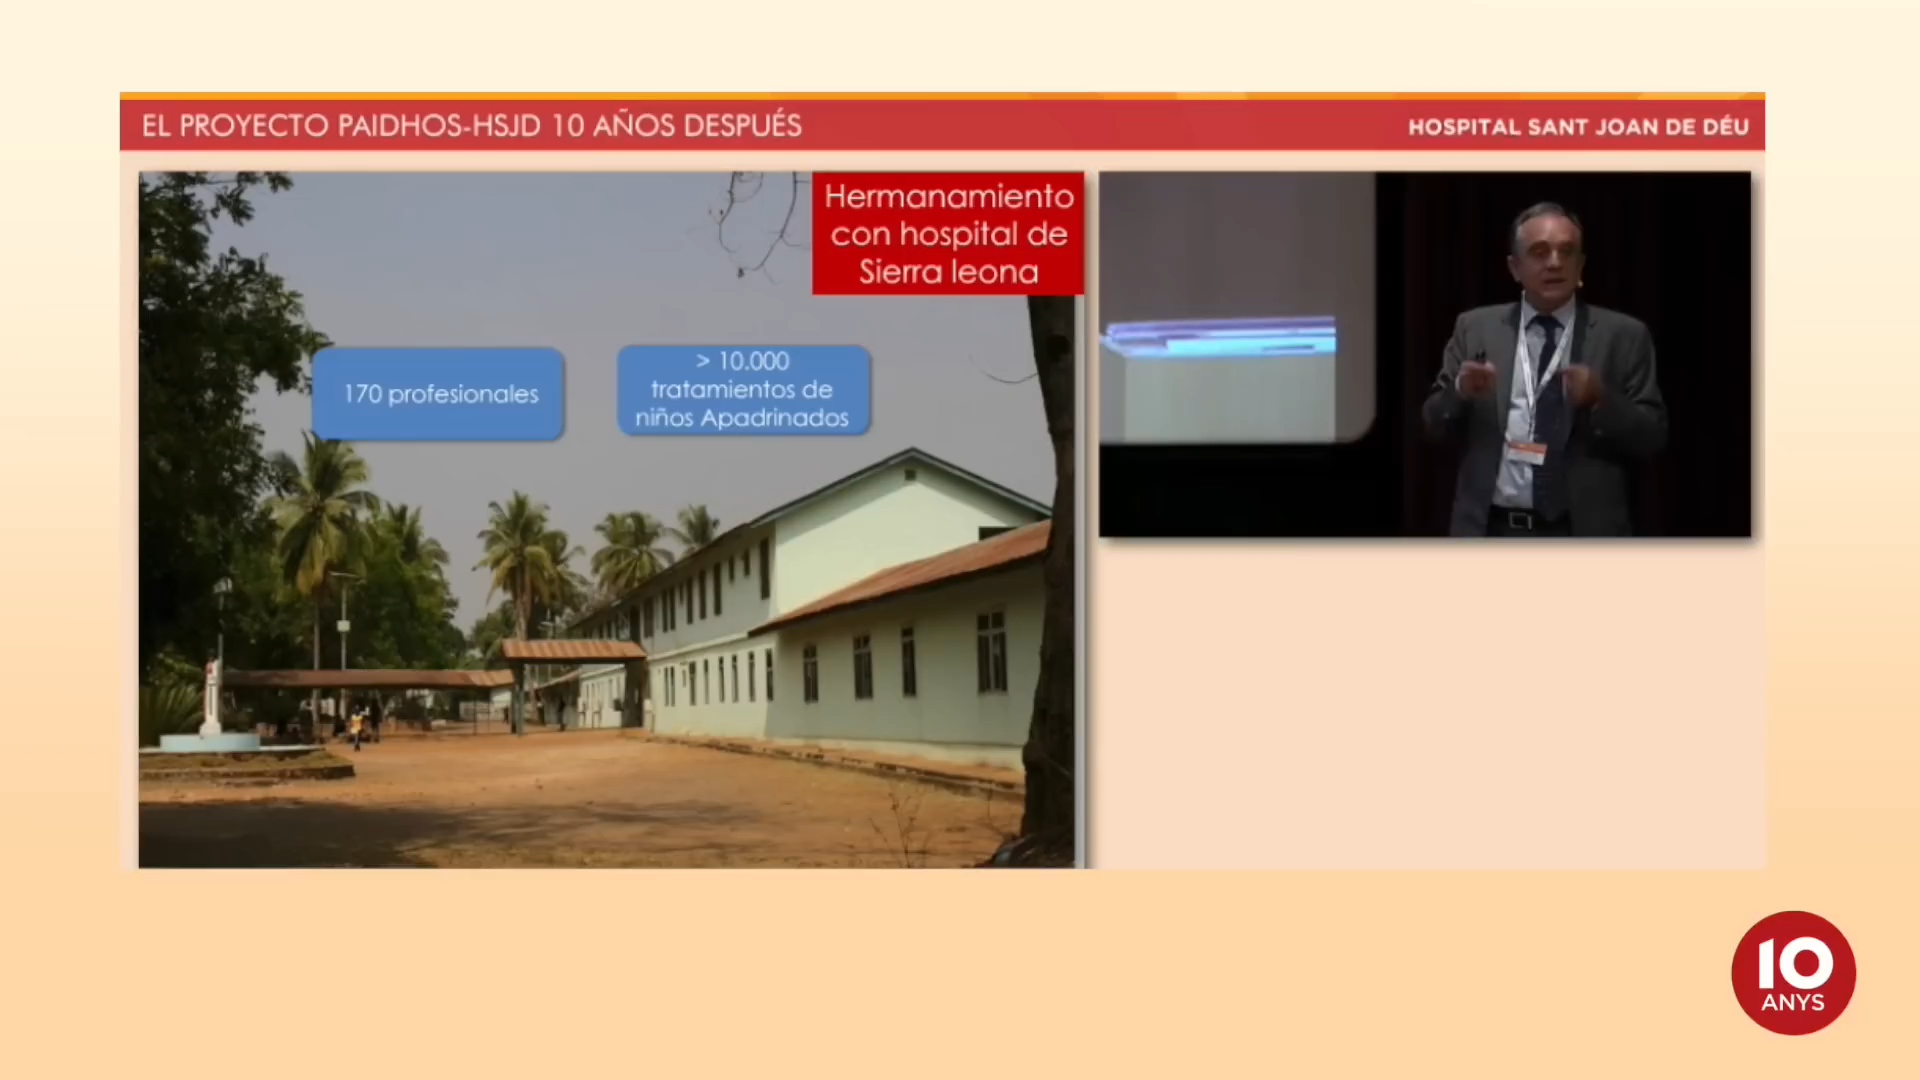 EL PROYECTO PAIDHOS-HSJD 10 AÑOS DESPUÉS
HOSPITAL SANT JOAN DE DÉU
Hermanamiento
con hospital de
Sierra leona
170 profesionales
> 10.000
tratamientos de
niños Apadrinados
10
ANYS